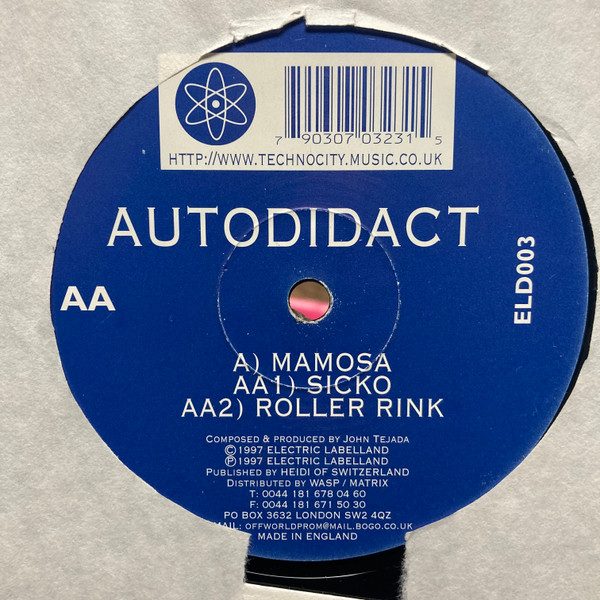 7 90307 03231 5
HTTP://WWW.TECHNOCITY.MUSIC.CO.UK
AUTODIDACT
AA
ELD003
A) MAMOSA
AA1) SICKO
AA2) ROLLER RINK
COMPOSED & PRODUCED BY JOHN TEJADA
©1997 ELECTRIC LABELLAND
℗1997 ELECTRIC LABELLAND
PUBLISHED BY HEIDI OF SWITZERLAND
DISTRIBUTED BY WASP / MATRIX
T: 0044 181 678 04 60
F: 0044 181 671 50 30
PO BOX 3632 LONDON SW2 4QZ
MAIL: OFFWORLDPROM@MAIL.BOGO.CO.UK
MADE IN ENGLAND